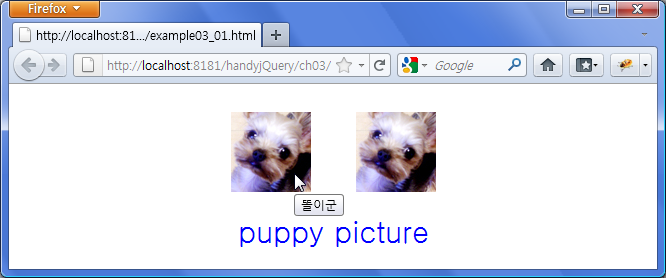 Firefox
http://localhost:81.../example03_01.html
http://localhost:8181/handyjQuery/ch03/
Google
똘이군
puppy picture